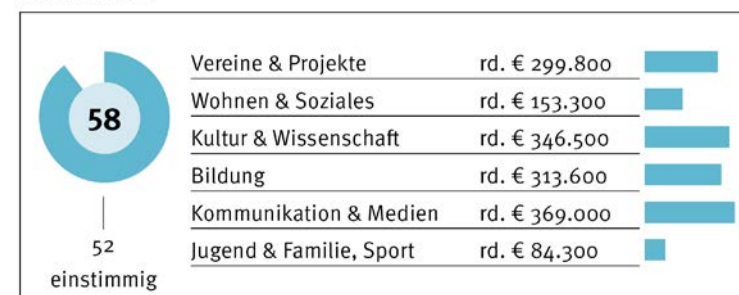 58
52
einstimmig
Vereine & Projekte rd. € 299.800
Wohnen & Soziales rd. € 153.300
Kultur & Wissenschaft rd. € 346.500
Bildung rd. € 313.600
Kommunikation & Medien rd. € 369.000
Jugend & Familie, Sport rd. € 84.300